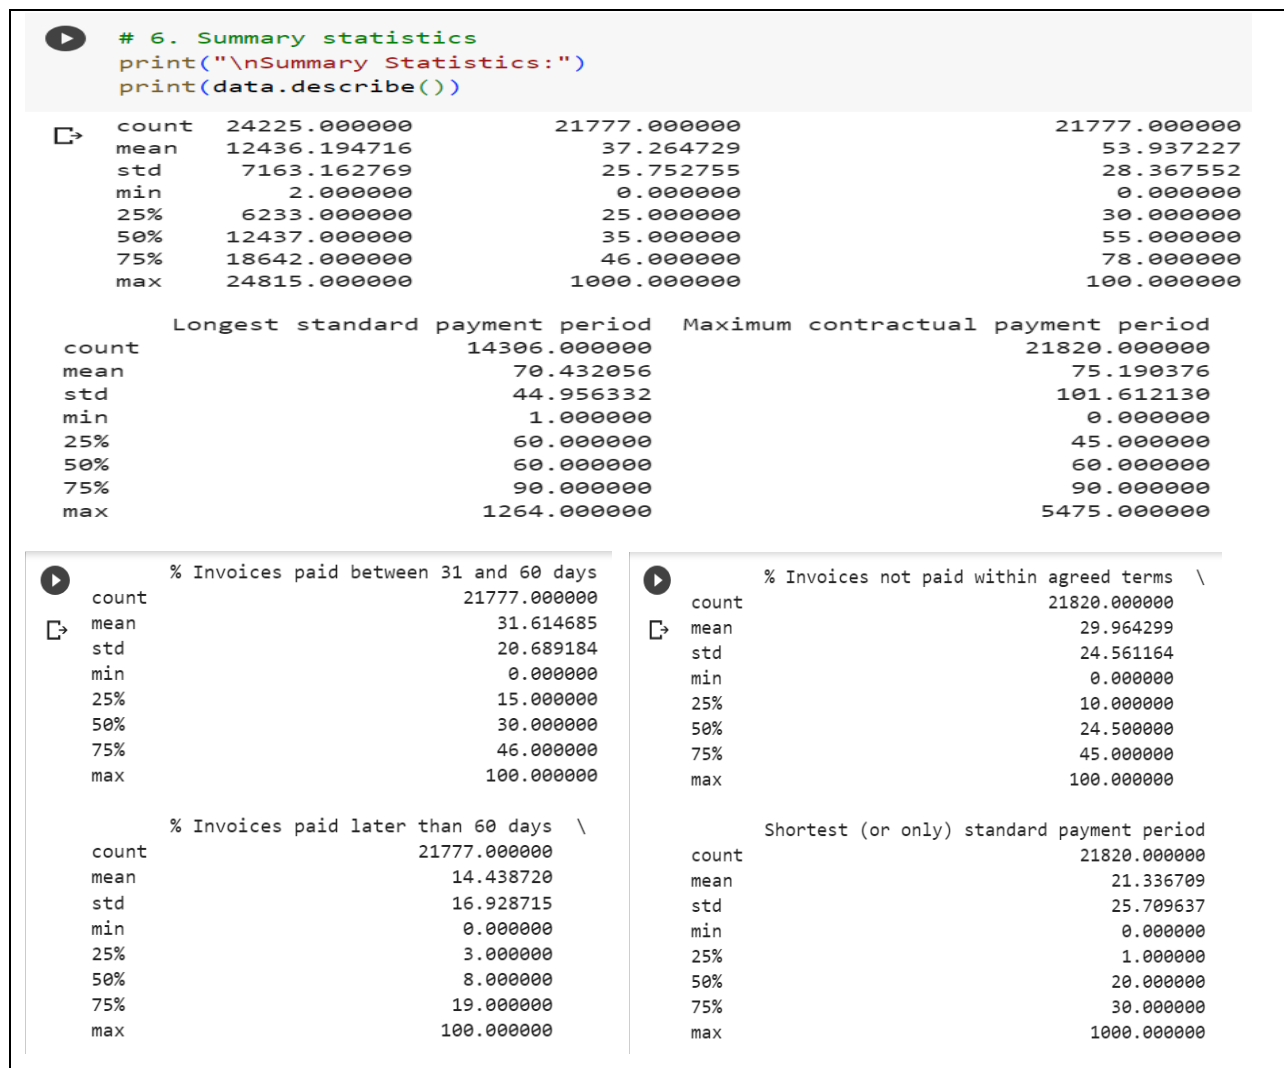 # 6. Summary statistics
print("\nSummary Statistics:")
print(data.describe())
count 24225.000000 21777.000000 21777.000000
mean 12436.194716 37.264729 53.937227
std 7163.162769 25.752755 28.367552
min 2.000000 0.000000 0.000000
25% 6233.000000 25.000000 30.000000
50% 12437.000000 35.000000 55.000000
75% 18642.000000 46.000000 78.000000
max 24815.000000 1000.000000 100.000000
Longest standard payment period Maximum contractual payment period
count 14306.000000 21820.000000
mean 70.432056 75.190376
std 44.956332 101.612130
min 1.000000 0.000000
25% 60.000000 45.000000
50% 60.000000 60.000000
75% 90.000000 90.000000
max 1264.000000 5475.000000
% Invoices paid between 31 and 60 days
count 21777.000000
mean 31.614685
std 20.689184
min 0.000000
25% 15.000000
50% 30.000000
75% 46.000000
max 100.000000
% Invoices paid later than 60 days \
count 21777.000000
mean 14.438720
std 16.928715
min 0.000000
25% 3.000000
50% 8.000000
75% 19.000000
max 100.000000
% Invoices not paid within agreed terms \
count 21820.000000
mean 29.964299
std 24.561164
min 0.000000
25% 10.000000
50% 24.500000
75% 45.000000
max 100.000000
Shortest (or only) standard payment period
count 21820.000000
mean 21.336709
std 25.709637
min 0.000000
25% 1.000000
50% 20.000000
75% 30.000000
max 1000.000000